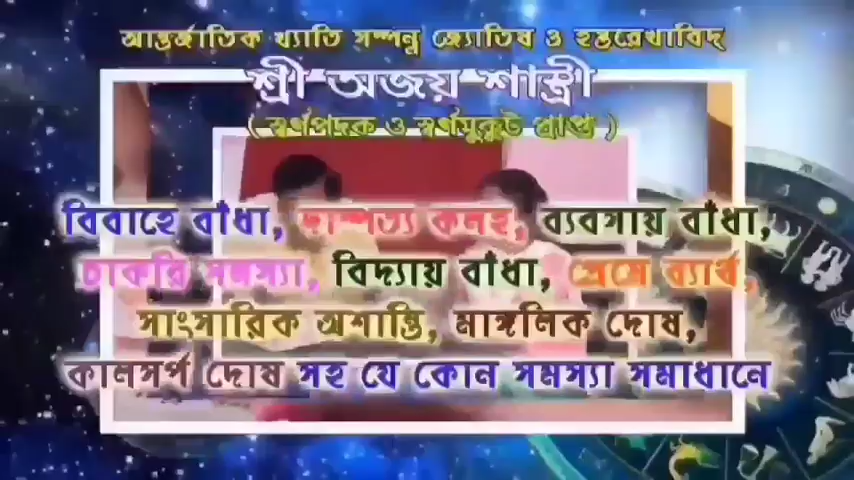 আন্তর্জাতিক খ্যাতি সম্পন্ন জ্যোতিষ ও হস্তরেখাবিদ্
শ্রী অজয় শাস্ত্রী
( স্বর্ণপদক ও স্বর্ণমুকুট প্রাপ্ত )
বিবাহে বাঁধা, দাম্পত্য কলহ, ব্যবসায় বাঁধা,
চাকরি সমস্যা, বিদ্যায় বাঁধা, প্রেমে ব্যার্থ,
সাংসারিক অশান্তি, মাঙ্গলিক দোষ,
কালসর্প দোষ সহ যে কোন সমস্যা সমাধানে